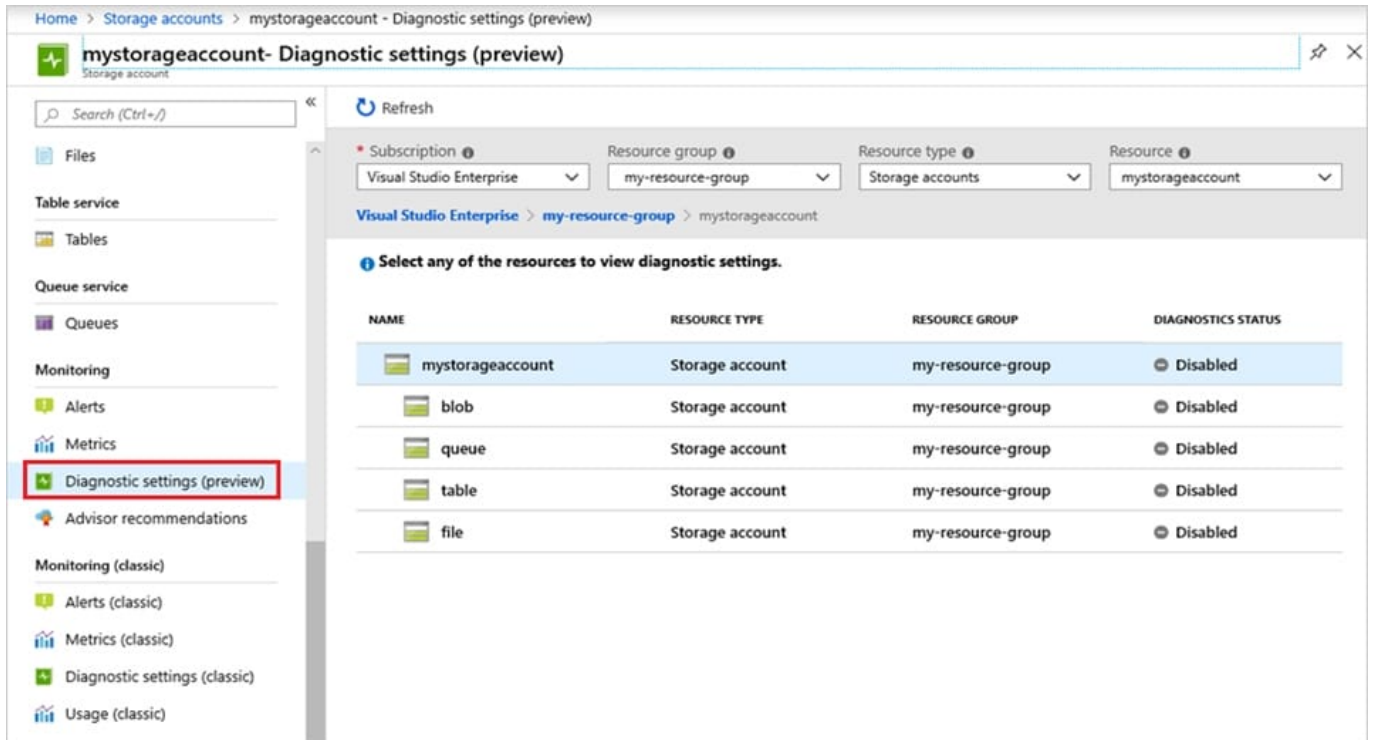 Home > Storage accounts > mystorageaccount - Diagnostic settings (preview)
mystorageaccount- Diagnostic settings (preview)
Storage account
Search (Ctrl+/)
«
Files
Table service
Tables
Queue service
Queues
Monitoring
Alerts
Metrics
Diagnostic settings (preview)
Advisor recommendations
Monitoring (classic)
Alerts (classic)
Metrics (classic)
Diagnostic settings (classic)
Usage (classic)
Refresh
* Subscription Resource group Resource type Resource
Visual Studio Enterprise my-resource-group Storage accounts mystorageaccount
Visual Studio Enterprise > my-resource-group > mystorageaccount
Select any of the resources to view diagnostic settings.
NAME RESOURCE TYPE RESOURCE GROUP DIAGNOSTICS STATUS
mystorageaccount Storage account my-resource-group Disabled
blob Storage account my-resource-group Disabled
queue Storage account my-resource-group Disabled
table Storage account my-resource-group Disabled
file Storage account my-resource-group Disabled